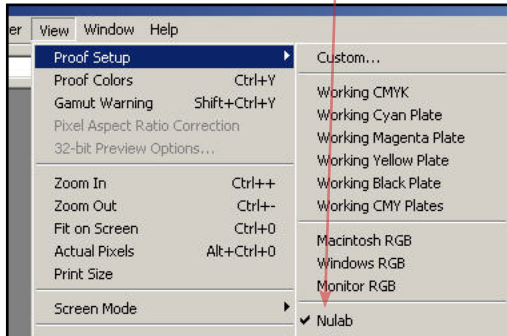 er View Window Help
Proof Setup
Proof Colors Ctrl+Y
Gamut Warning Shift+Ctrl+Y
Pixel Aspect Ratio Correction
32-bit Preview Options...
Zoom In Ctrl++
Zoom Out Ctrl+-
Fit on Screen Ctrl+0
Actual Pixels Alt+Ctrl+0
Print Size
Screen Mode
Custom...
Working CMYK
Working Cyan Plate
Working Magenta Plate
Working Yellow Plate
Working Black Plate
Working CMY Plates
Macintosh RGB
Windows RGB
Monitor RGB
✔ Nulab